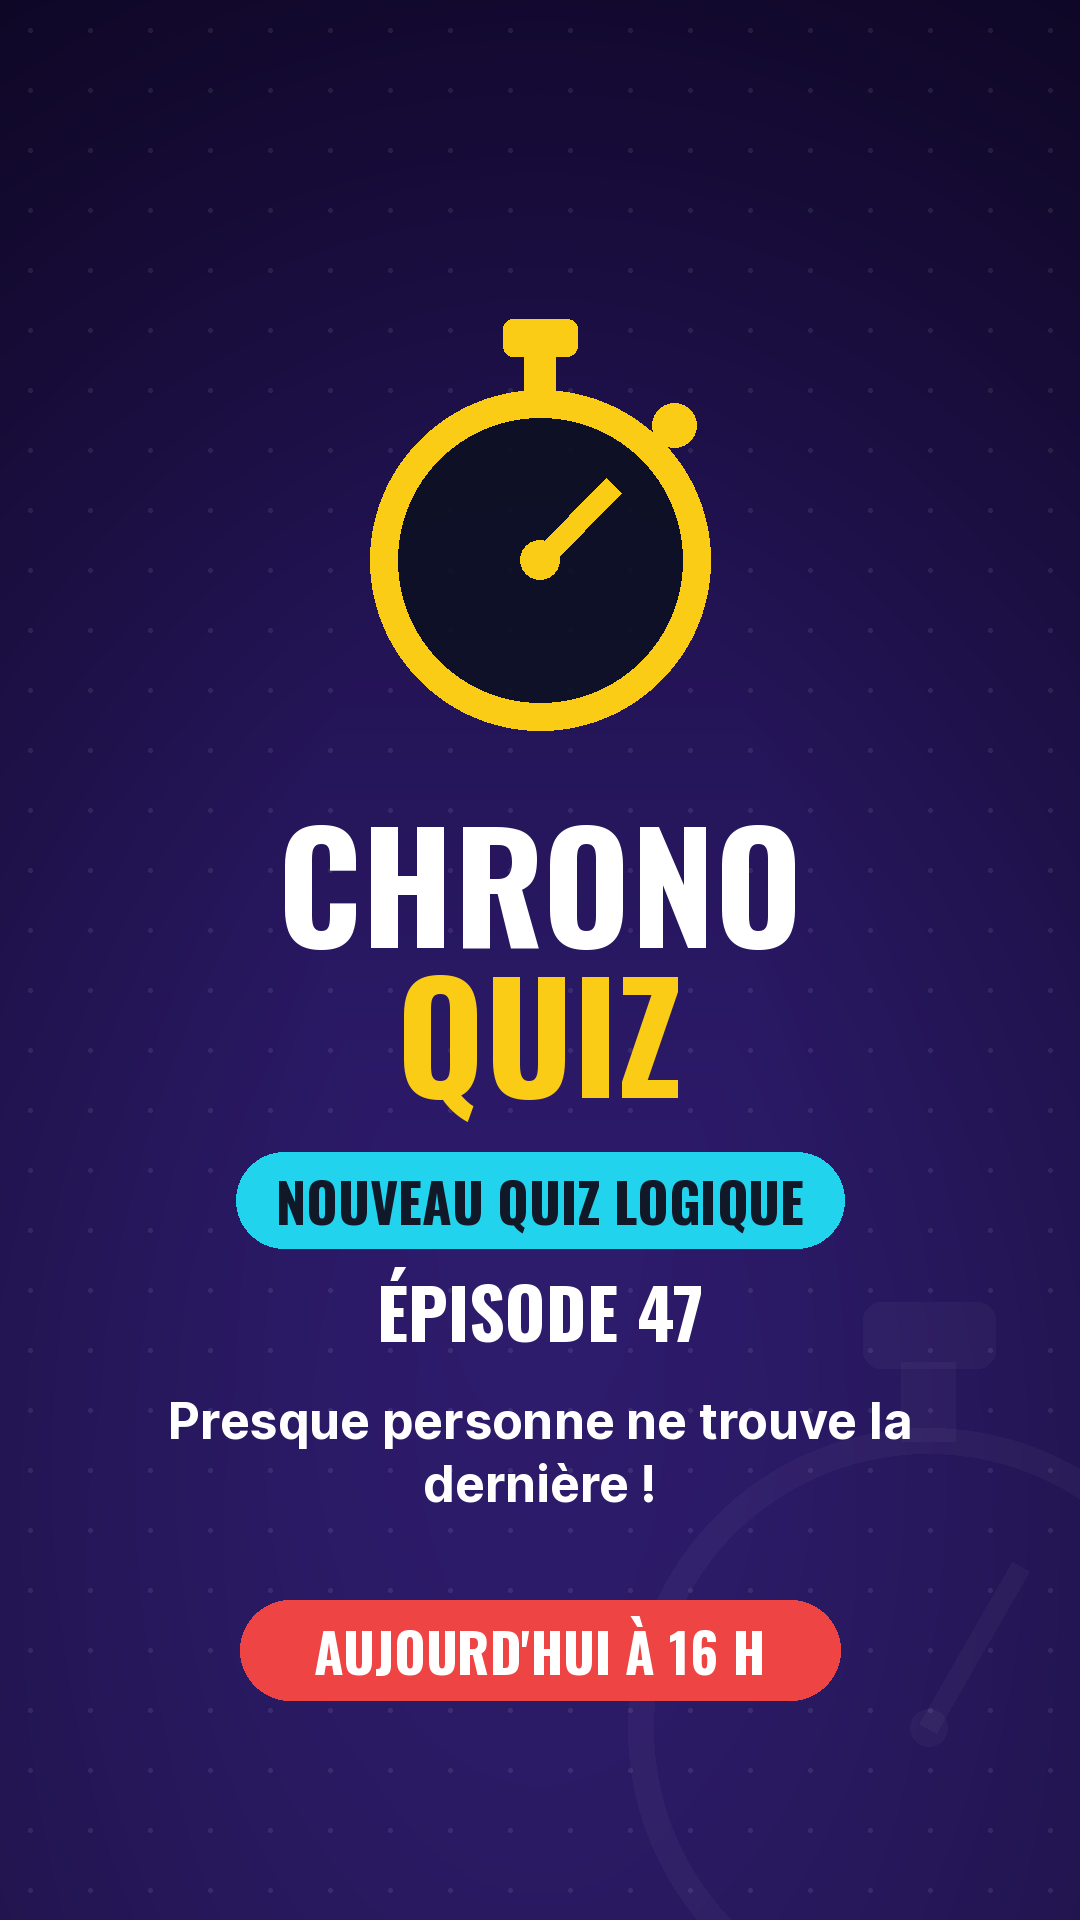 CHRONO
QUIZ
NOUVEAU QUIZ LOGIQUE
ÉPISODE 47
Presque personne ne trouve la
dernière !
AUJOURD'HUI À 16 H